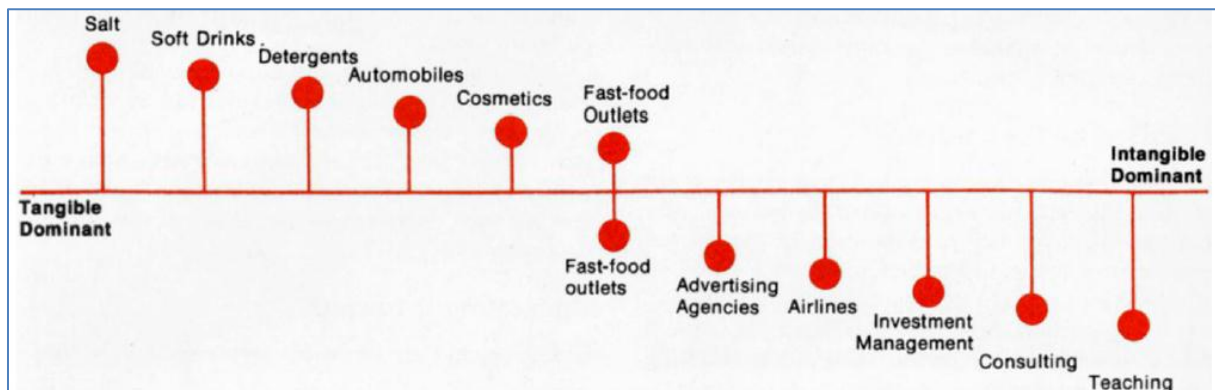 Salt
Soft Drinks
Detergents
Automobiles
Cosmetics
Fast-food
Outlets
Intangible
Dominant
Tangible
Dominant
Fast-food
outlets
Advertising
Agencies
Airlines
Investment
Management
Consulting
Teaching